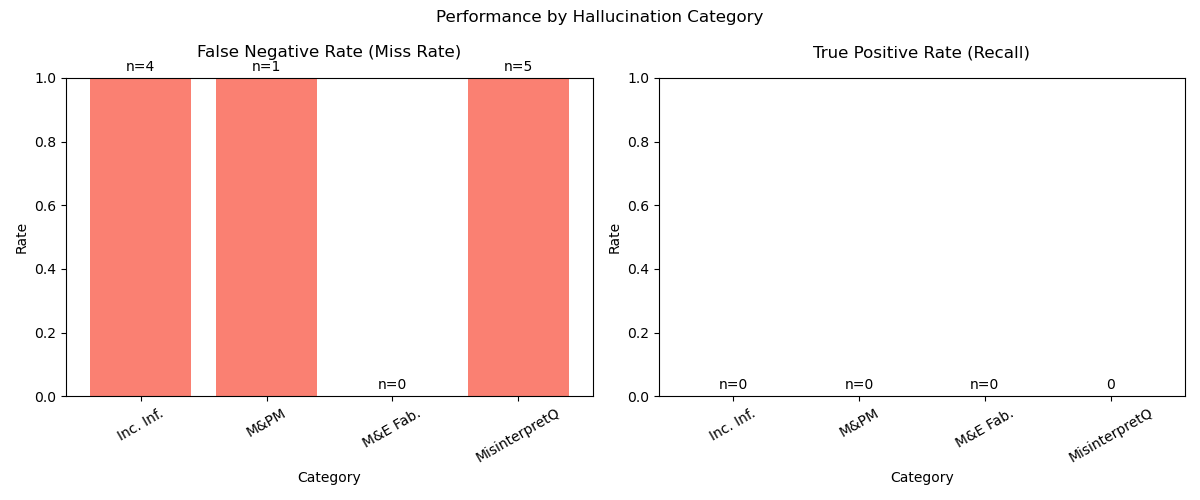 Performance by Hallucination Category
False Negative Rate (Miss Rate)
n=4 n=1 n=0 n=5
1.0
0.8
0.6
0.4
0.2
0.0
Rate
Inc. Inf. M&PM M&E Fab. MisinterpretQ
Category
True Positive Rate (Recall)
1.0
0.8
0.6
0.4
0.2
0.0
Rate
n=0 n=0 n=0 0
Inc. Inf. M&PM M&E Fab. MisinterpretQ
Category